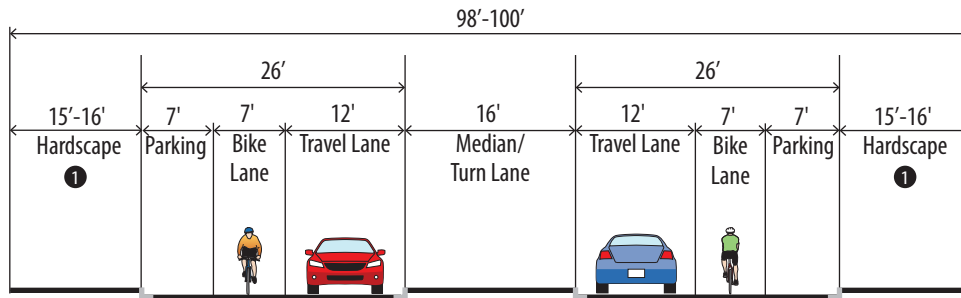 98’-100’
26’ 26’
15’-16' 7' 7' 12' 16' 12' 7' 7' 15’-16'
Hardscape Parking Bike Travel Lane Median/ Travel Lane Bike Parking Hardscape
1 Lane Turn Lane Lane 1